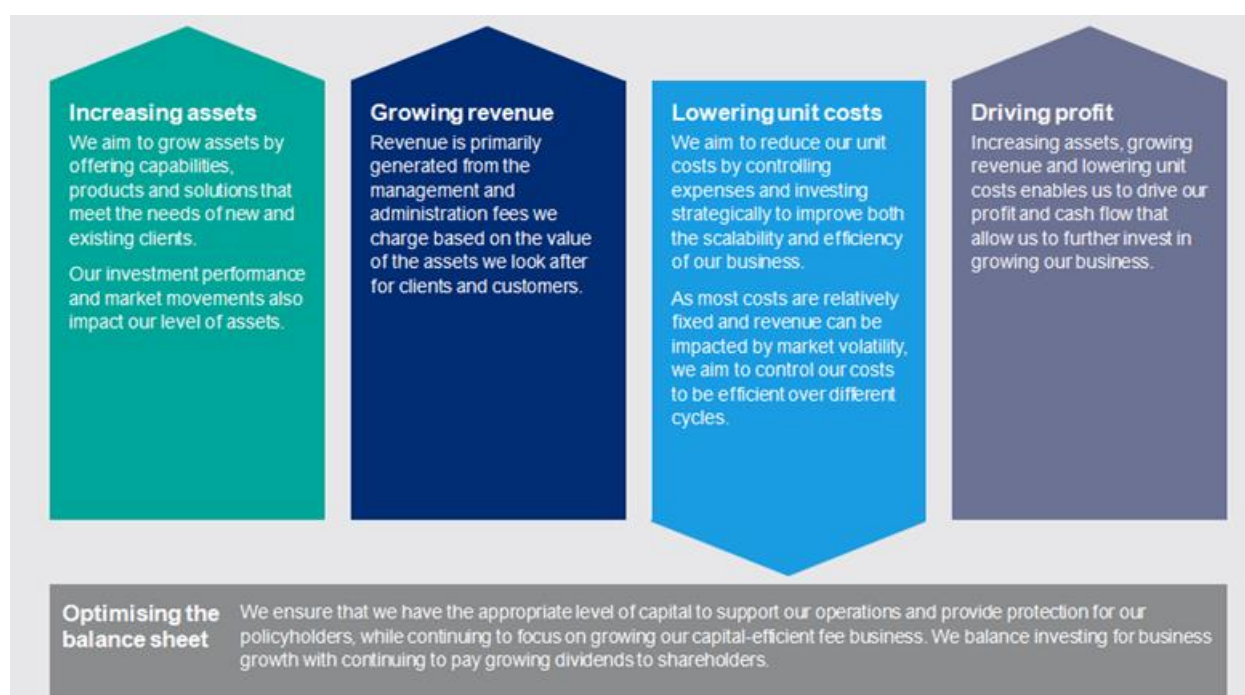 Increasing assets
We aim to grow assets by
offering capabilities,
products and solutions that
meet the needs of new and
existing clients.
Our investment performance
and market movements also
impact our level of assets.
Growing revenue
Revenue is primarily
generated from the
management and
administration fees we
charge based on the value
of the assets we look after
for clients and customers.
Lowering unit costs
We aim to reduce our unit
costs by controlling
expenses and investing
strategically to improve both
the scalability and efficiency
of our business.
As most costs are relatively
fixed and revenue can be
impacted by market volatility,
we aim to control our costs
to be efficient over different
cycles.
Driving profit
Increasing assets, growing
revenue and lowering unit
costs enables us to drive our
profit and cash flow that
allow us to further invest in
growing our business.
Optimising the
balance sheet
We ensure that we have the appropriate level of capital to support our operations and provide protection for our
policyholders, while continuing to focus on growing our capital-efficient fee business. We balance investing for business
growth with continuing to pay growing dividends to shareholders.